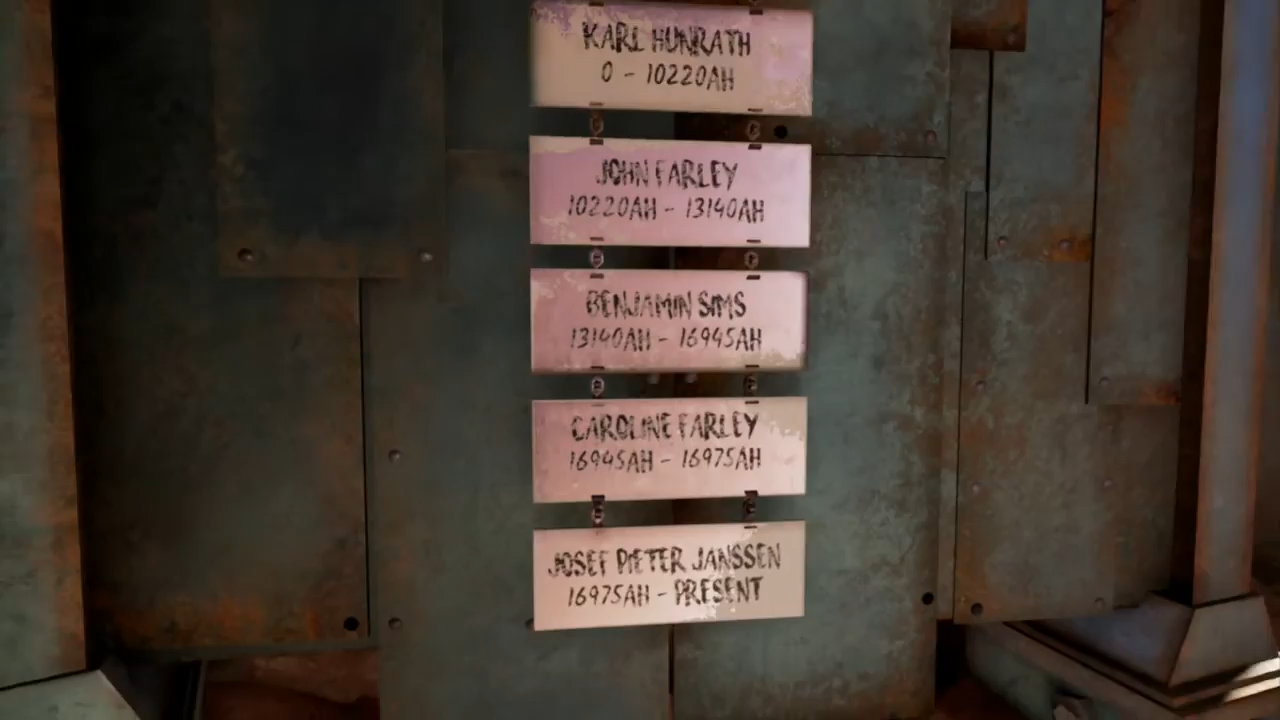 KARL HUNRATH
0 - 10220AH
JOHN FARLEY
10220AH - 13140AH
BENJAMIN SIMS
13140AH - 16945AH
CAROLINE FARLEY
16945AH - 16975AH
JOSEF PIETER JANSSEN
16975AH - PRESENT